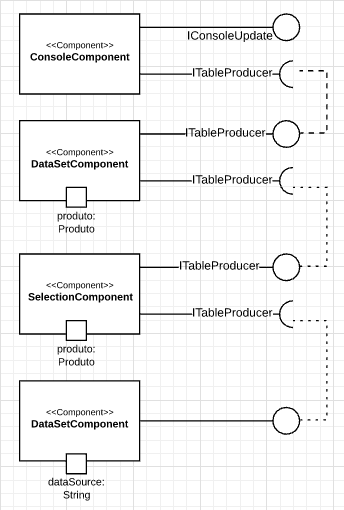 <<Component>>
ConsoleComponent
IConsoleUpdate
ITableProducer
<<Component>>
DataSetComponent
ITableProducer
ITableProducer
produto:
Produto
<<Component>>
SelectionComponent
ITableProducer
ITableProducer
produto:
Produto
<<Component>>
DataSetComponent
dataSource:
String